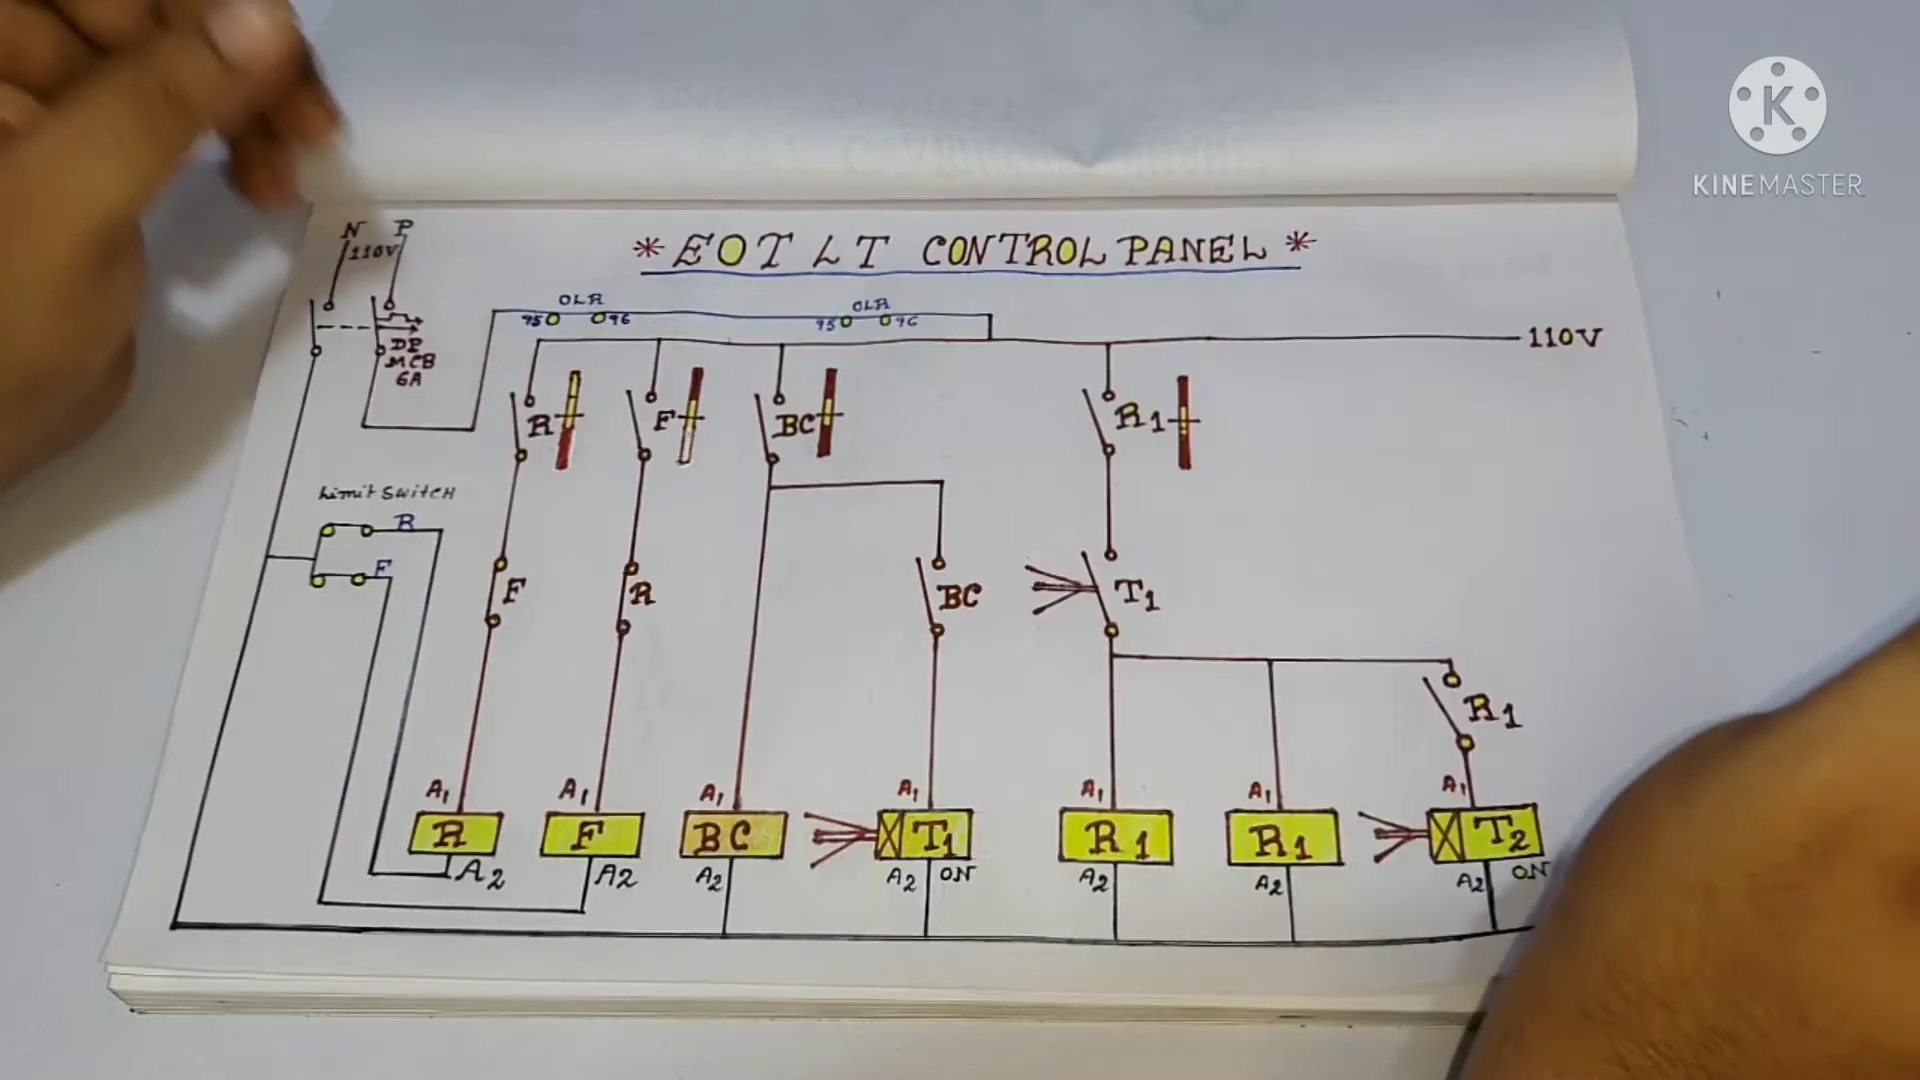 K
KINEMASTER
N P
110V
* EOT LT CONTROL PANEL *
OLR
95 96
OLR
95 96
110V
DP
MCB
6A
R
F
BC
R1
Limit SWITCH
R
F
F
R
BC
T1
R1
A1
A1
A1
A1
A1
A1
A1
R
F
BC
T1
R1
R1
T2
A2
A2
A2
A2 ON
A2
A2
A2 ON